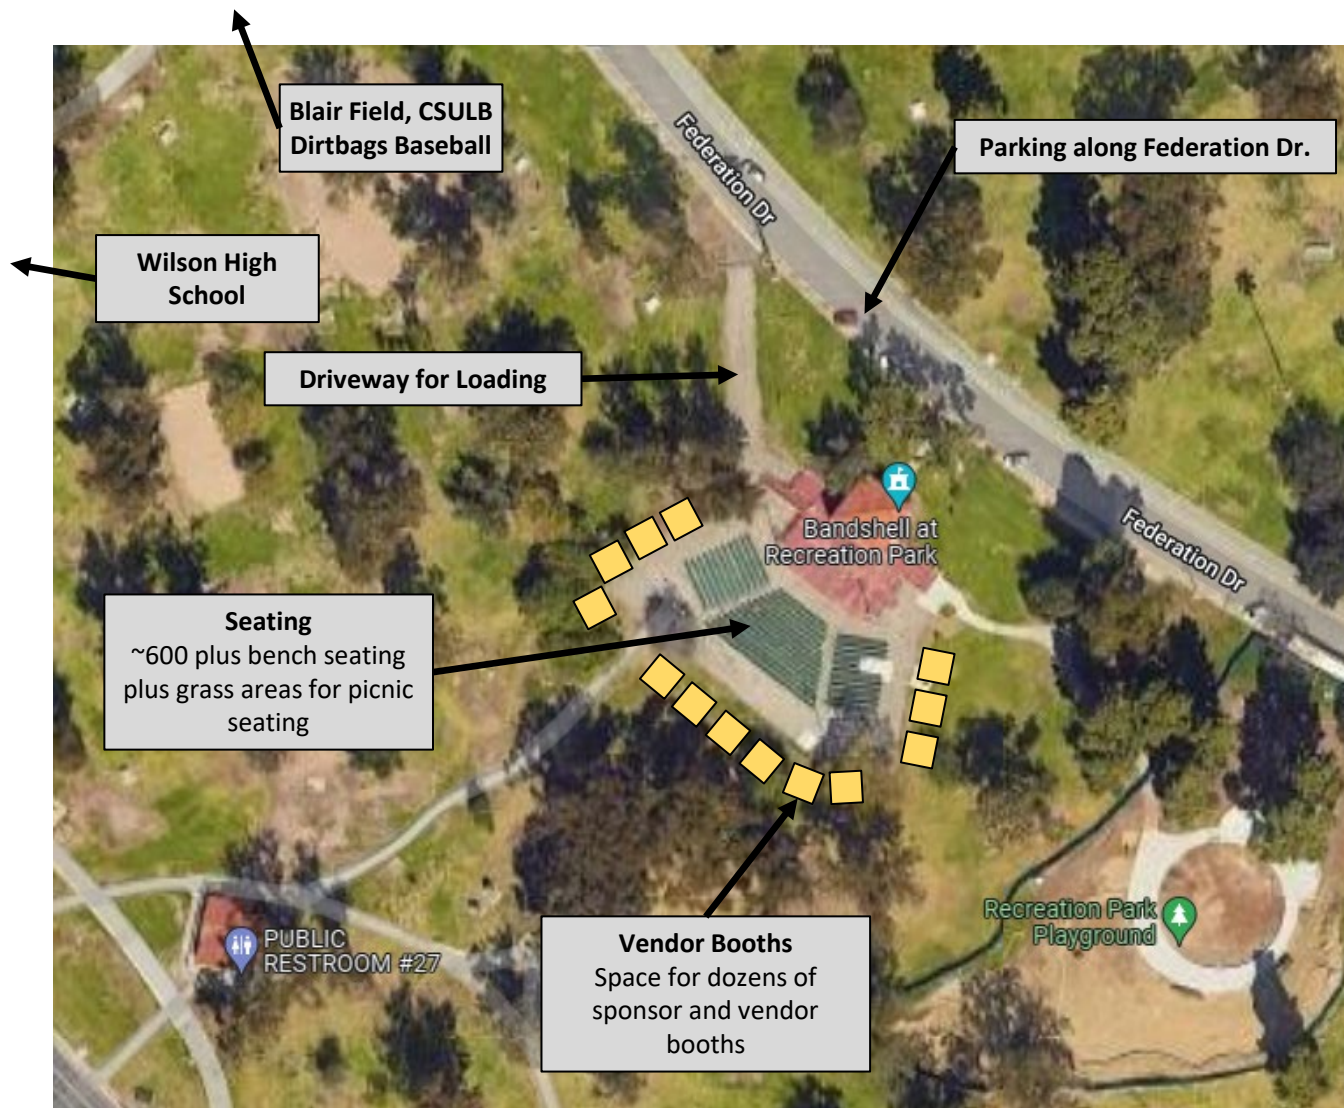 Blair Field, CSULB
Dirtbags Baseball
Federation Dr
Parking along Federation Dr.
Wilson High
School
Driveway for Loading
Bandshell at
Recreation Park
Federation Dr
Seating
~600 plus bench seating
plus grass areas for picnic
seating
Vendor Booths
Space for dozens of
sponsor and vendor
booths
Recreation Park
Playground
PUBLIC
RESTROOM #27